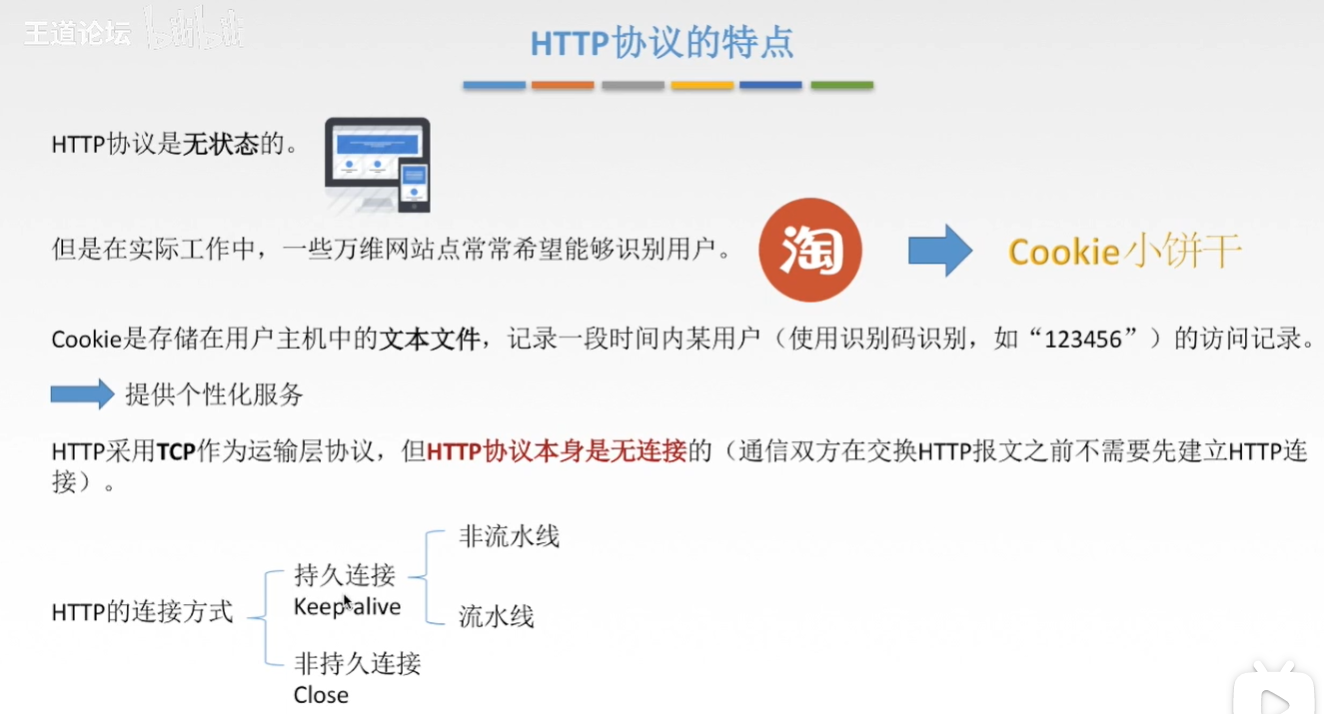 王道论坛 bilibili
HTTP协议的特点
HTTP协议是无状态的。
但是在实际工作中，一些万维网站点常常希望能够识别用户。
淘
Cookie小饼干
Cookie是存储在用户主机中的文本文件，记录一段时间内某用户（使用识别码识别，如“123456”）的访问记录。
提供个性化服务
HTTP采用TCP作为运输层协议，但HTTP协议本身是无连接的（通信双方在交换HTTP报文之前不需要先建立HTTP连
接）。
非流水线
持久连接
Keep-alive
HTTP的连接方式
流水线
非持久连接
Close